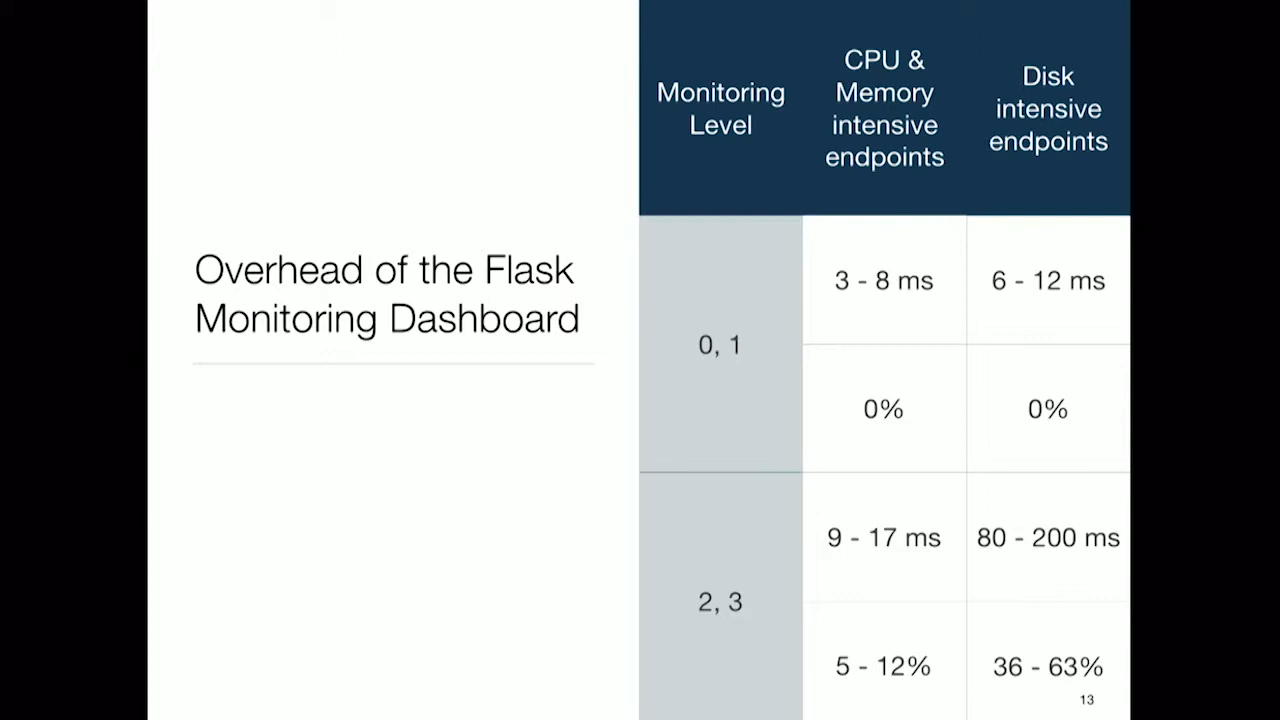 Overhead of the Flask
Monitoring Dashboard
Monitoring
Level
CPU &
Memory
intensive
endpoints
Disk
intensive
endpoints
0, 1
3 - 8 ms
6 - 12 ms
0%
0%
2, 3
9 - 17 ms
80 - 200 ms
5 - 12%
36 - 63%
13